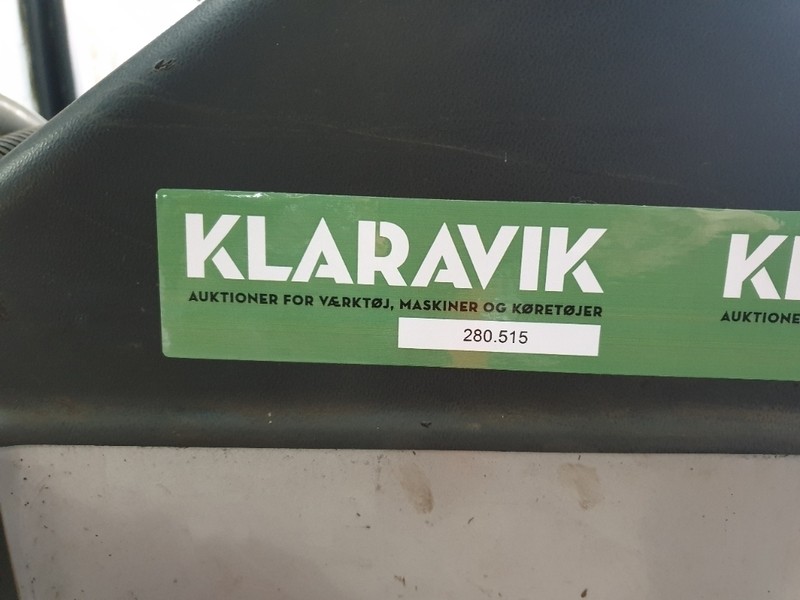 KLARAVIK
AUKTIONER FOR VÆRKTØJ, MASKINER OG KØRETØJER
280.515